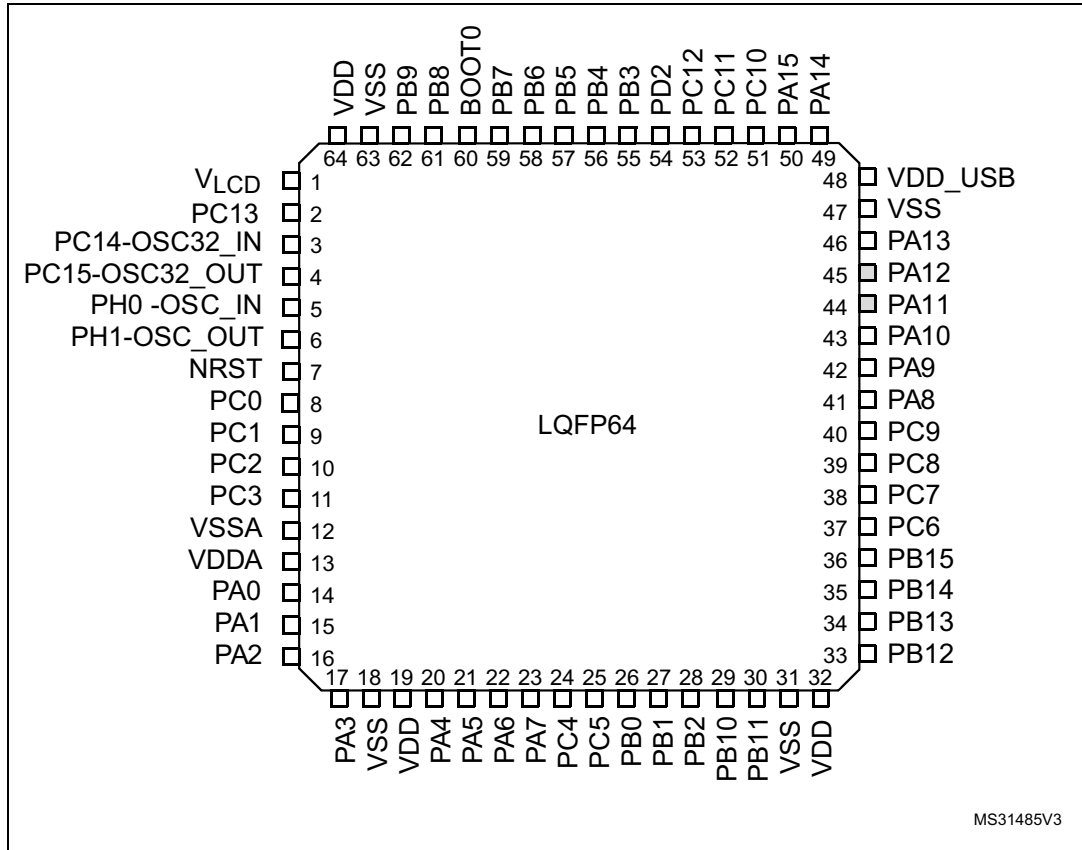 VDD
VSS
PB9
PB8
BOOT0
PB7
PB6
PB5
PB4
PB3
PD2
PC12
PC11
PC10
PA15
PA14
64 63 62 61 60 59 58 57 56 55 54 53 52 51 50 49
VLCD 1
PC13 2
PC14-OSC32_IN 3
PC15-OSC32_OUT 4
PH0 -OSC_IN 5
PH1-OSC_OUT 6
NRST 7
PC0 8
PC1 9
PC2 10
PC3 11
VSSA 12
VDDA 13
PA0 14
PA1 15
PA2 16
LQFP64
48 VDD_USB
47 VSS
46 PA13
45 PA12
44 PA11
43 PA10
42 PA9
41 PA8
40 PC9
39 PC8
38 PC7
37 PC6
36 PB15
35 PB14
34 PB13
33 PB12
17 18 19 20 21 22 23 24 25 26 27 28 29 30 31 32
PA3
VSS
VDD
PA4
PA5
PA6
PA7
PC4
PC5
PB0
PB1
PB2
PB10
PB11
VSS
VDD
MS31485V3